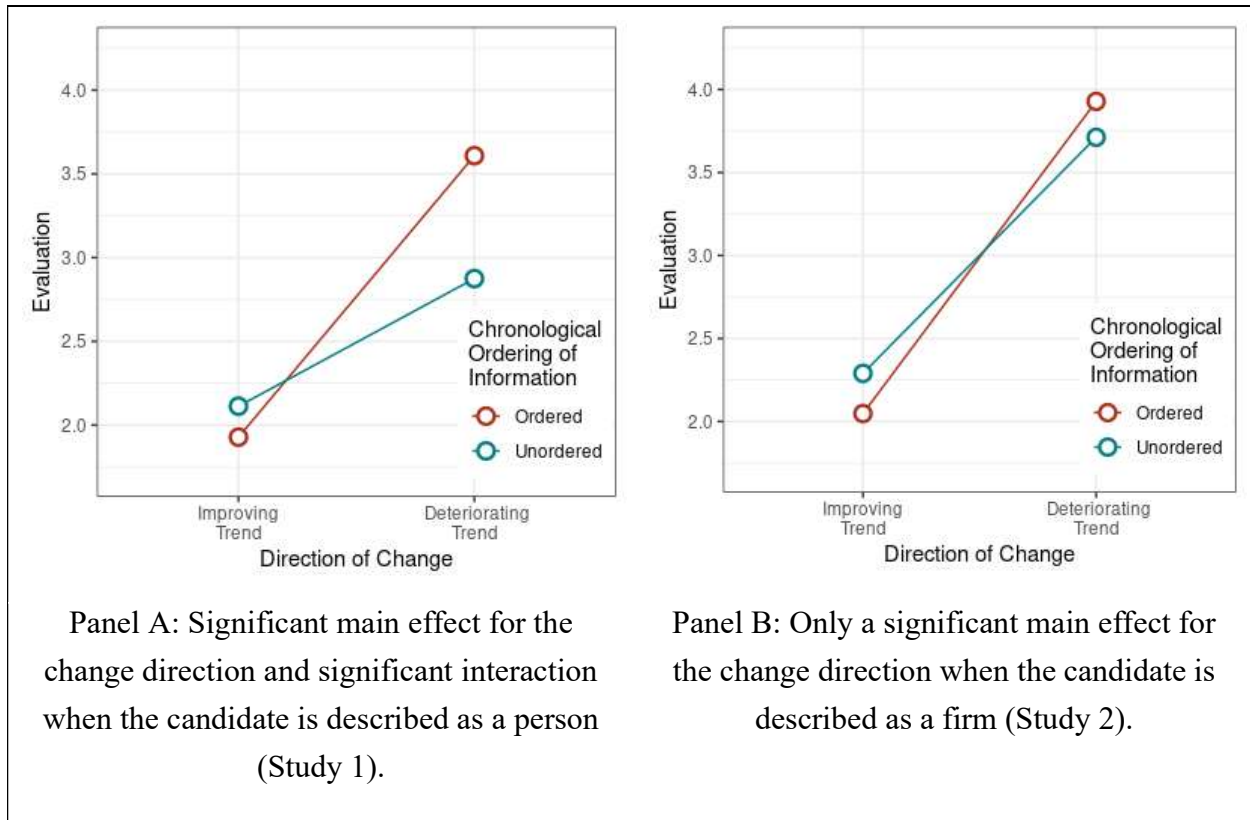 4.0
3.5
3.0
2.5
2.0
Evaluation
Chronological
Ordering of
Information
Ordered
Unordered
Improving
Trend
Deteriorating
Trend
Direction of Change
Panel A: Significant main effect for the
change direction and significant interaction
when the candidate is described as a person
(Study 1).
4.0
3.5
3.0
2.5
2.0
Evaluation
Chronological
Ordering of
Information
Ordered
Unordered
Improving
Trend
Deteriorating
Trend
Direction of Change
Panel B: Only a significant main effect for
the change direction when the candidate is
described as a firm (Study 2).